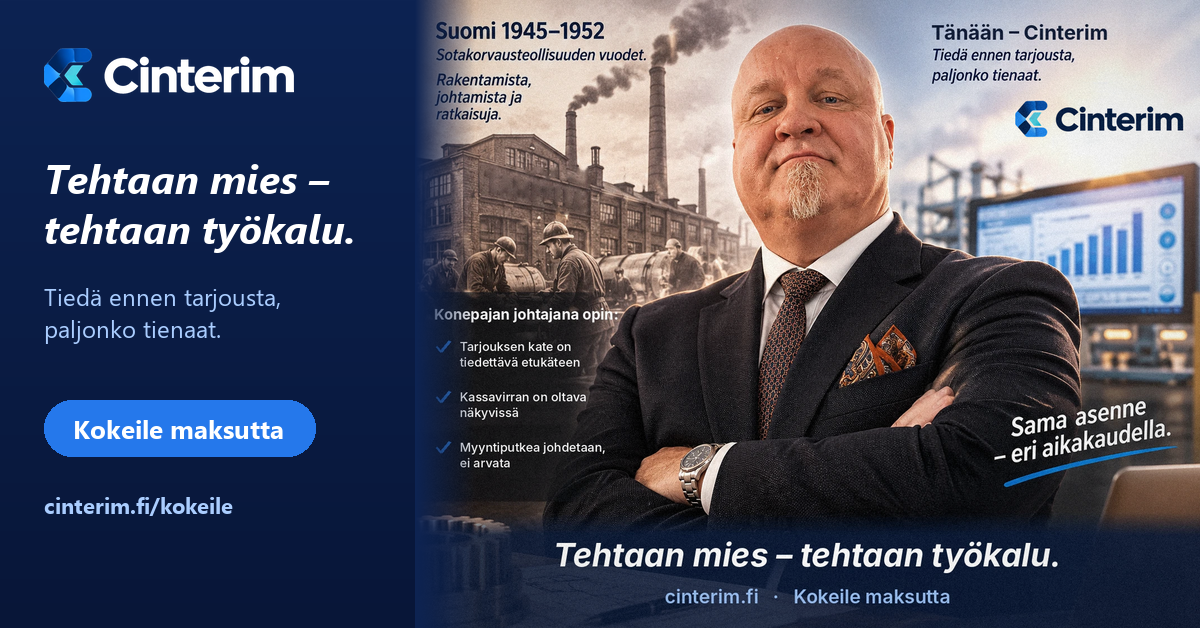 Cinterim
Tehtaan mies –
tehtaan työkalu.
Tiedä ennen tarjousta,
paljonko tienaat.
Kokeile maksutta
cinterim.fi/kokeile
Suomi 1945–1952
Sotakorvausteollisuuden vuodet.
Rakentamista,
johtamista ja
ratkaisuja.
Tänään – Cinterim
Tiedä ennen tarjousta,
paljonko tienaat.
Cinterim
Konepajan johtajana opin:
Tarjouksen kate on
tiedettävä etukäteen
Kassavirran on oltava
näkyvissä
Myyntiputkea johdetaan,
ei arvata
Sama asenne
– eri aikakaudella.
Tehtaan mies – tehtaan työkalu.
cinterim.fi · Kokeile maksutta